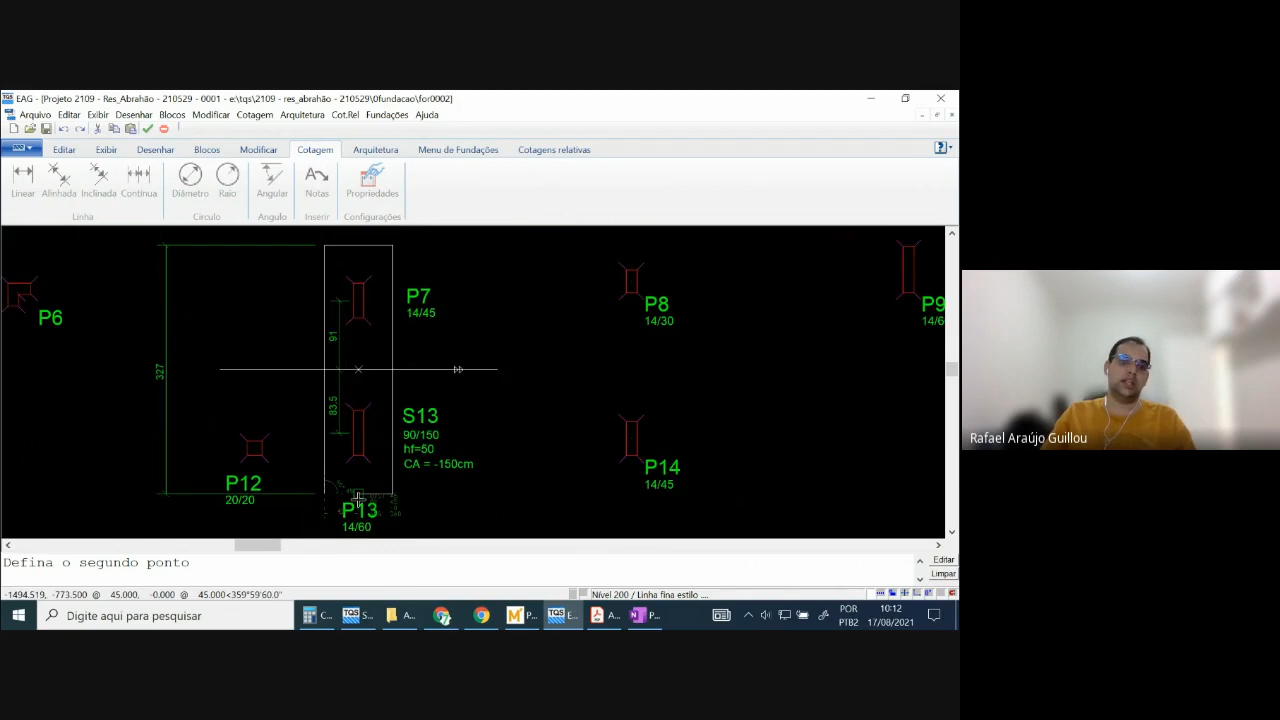 EAG - [Projeto 2109 - Res_Abrahão - 210529 - 0001 - e:\tqs\2109 - res_abrahão - 210529\0fundacao\for0002]
Arquivo Editar Exibir Desenhar Blocos Modificar Cotagem Arquitetura Cot.Rel Fundações Ajuda
Editar Exibir Desenhar Blocos Modificar Cotagem Arquitetura Menu de Fundações Cotagens relativas
Linear Alinhada Inclinada Contínua Diâmetro Raio Angular Notas Propriedades
Linha Círculo Ângulo Inserir Configurações
P6
327
91
83.5
P7
14/45
P8
14/30
P9
S13
90/150
hf=50
CA = -150cm
P12
20/20
P13
14/60
P14
14/45
Defina o segundo ponto
Editar
Limpar
-1494.519, -773.500 @ 45.000, -0.000 @ 45.000<359°59'60.0"
Nível 200 / Linha fina estilo ....
Digite aqui para pesquisar
C... S... A... P... E... A... P...
POR
PTB2
10:12
17/08/2021
Rafael Araújo Guillou